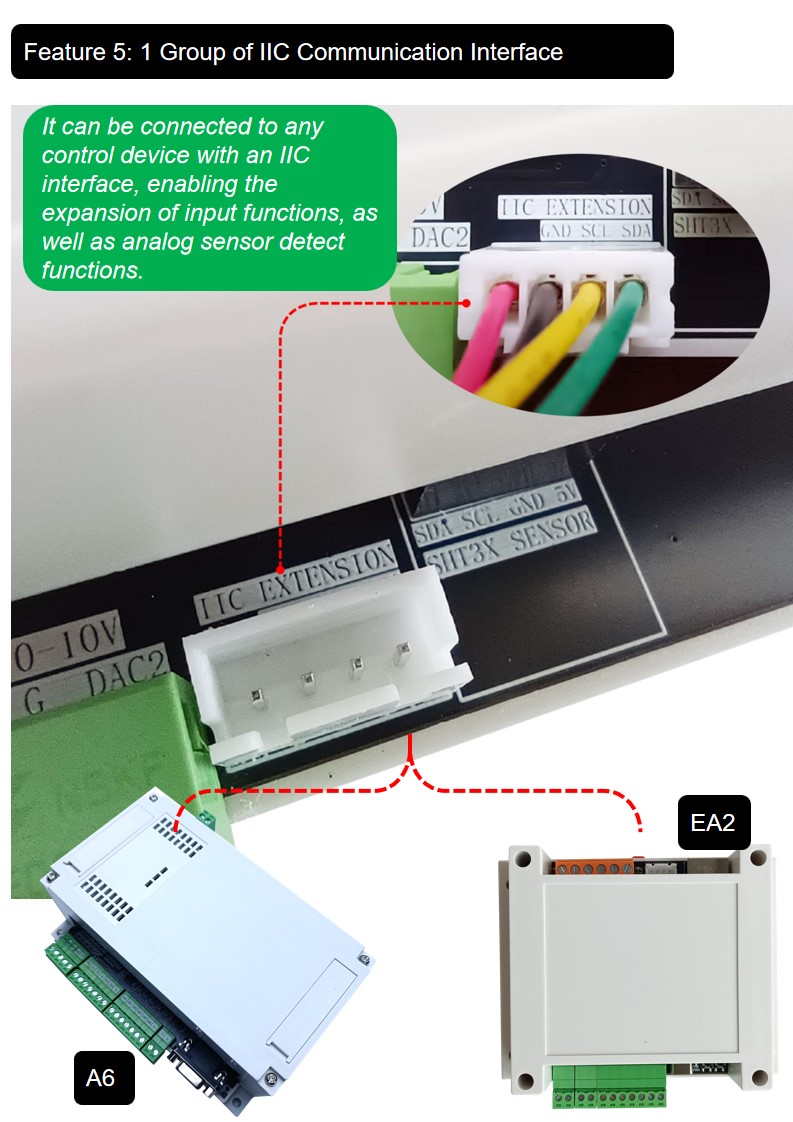 Feature 5: 1 Group of IIC Communication Interface
It can be connected to any
control device with an IIC
interface, enabling the
expansion of input functions, as
well as analog sensor detect
functions.
IIC EXTENSION
GND SCL SDA
DAC2
SHT3X
SDA SCL GND 5V
SHT3X SENSOR
IIC EXTENSION
0-10V
G DAC2
EA2
A6